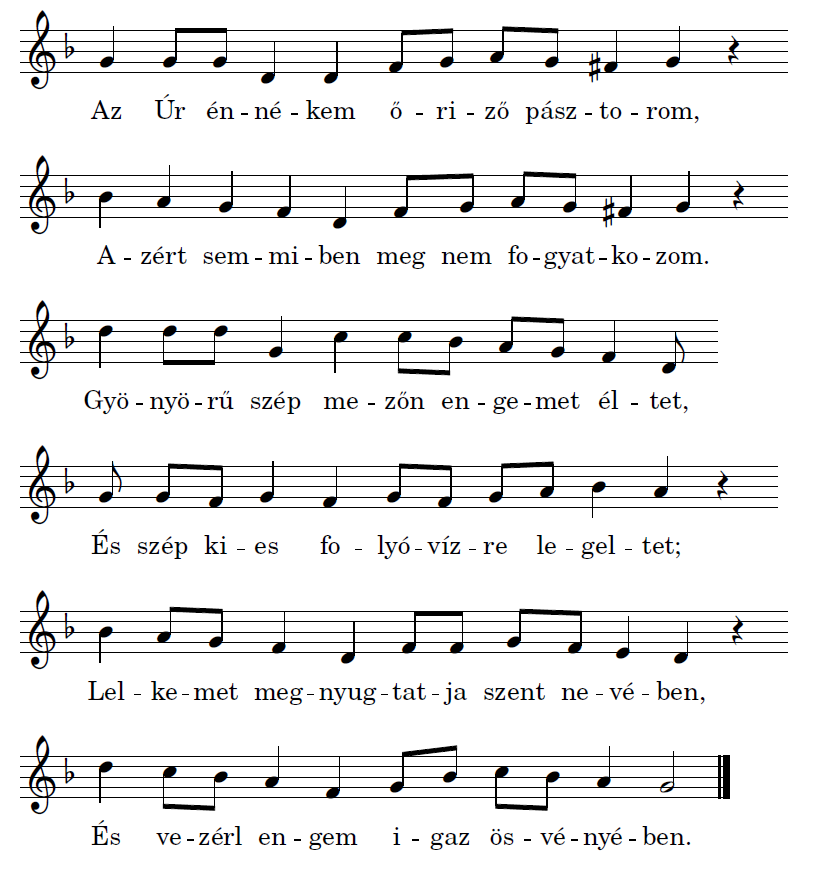 Az Úr én - né - kem ő - ri - ző pász - to - rom,
A - zért sem - mi - ben meg nem fo - gyat - ko - zom.
Gyö - nyö - rű szép me - zőn en - ge - met él - tet,
És szép ki - es fo - lyó - víz - re le - gel - tet;
Lel - ke - met meg - nyug - tat - ja szent ne - vé - ben,
És ve - zérl en - gem i - gaz ös - vé - nyé - ben.